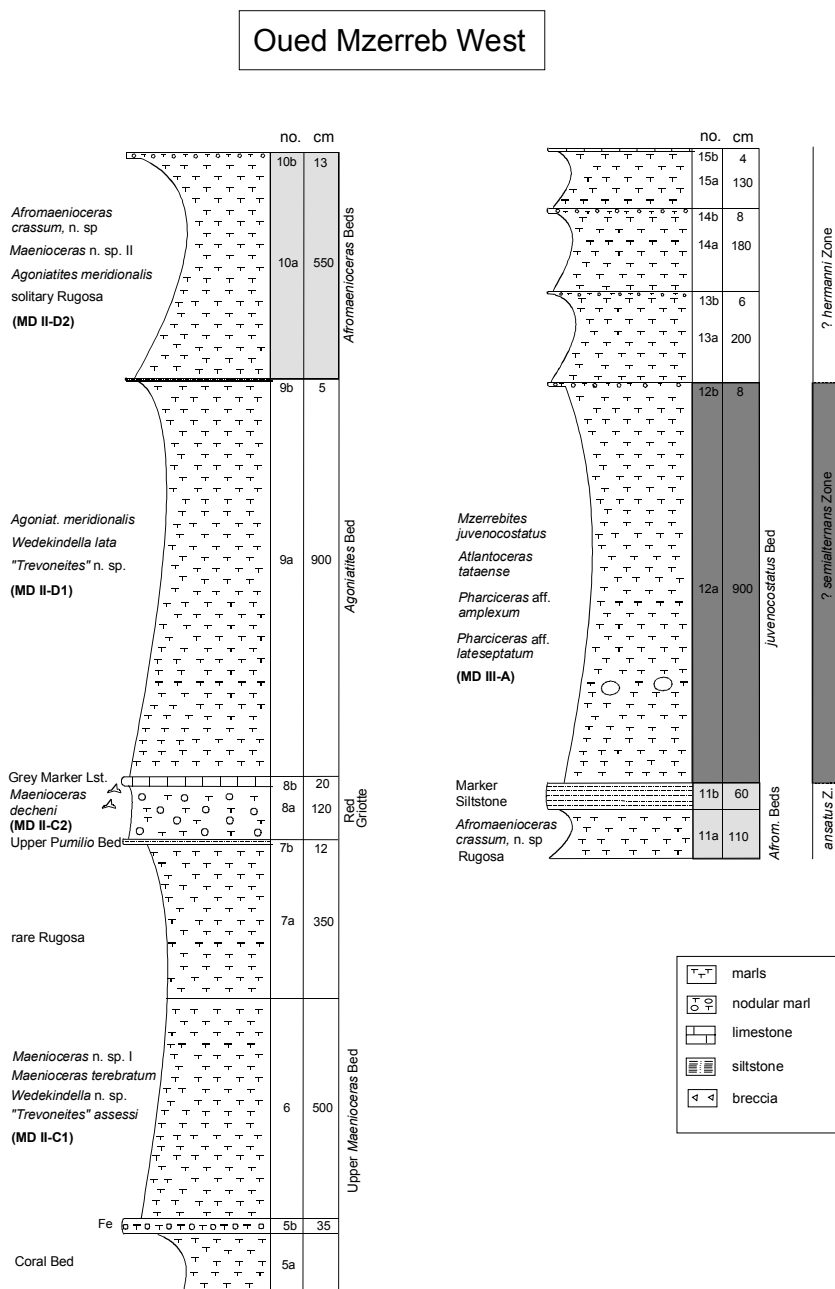 Oued Mzerreb West
no. cm
10b 13
Afromaenioceras
crassum, n. sp
Maenioceras n. sp. II
Agoniatites meridionalis
solitary Rugosa
(MD II-D2)
10a 550
Afromaenioceras Beds
9b 5
Agoniat. meridionalis
Wedekindella lata
"Trevoneites" n. sp.
(MD II-D1)
9a 900
Agoniatites Bed
Grey Marker Lst.
8b 20
Maenioceras
decheni
(MD II-C2)
8a 120
Red
Griotte
Upper Pumilio Bed
7b 12
rare Rugosa
7a 350
Maenioceras n. sp. I
Maenioceras terebratum
Wedekindella n. sp.
"Trevoneites" assessi
(MD II-C1)
6 500
Upper Maenioceras Bed
Fe
5b 35
Coral Bed
5a
no. cm
15b 4
15a 130
14b 8
14a 180
13b 6
13a 200
? hermanni Zone
12b 8
Mzerrebites
juvenocostatus
Atlantoceras
tataense
Pharciceras aff.
amplexum
Pharciceras aff.
lateseptatum
(MD III-A)
12a 900
juvenocostatus Bed
? semialternans Zone
Marker
Siltstone
11b 60
Afromaenioceras
crassum, n. sp
Rugosa
11a 110
Afrom. Beds
ansatus Z.
marls
nodular marl
limestone
siltstone
breccia